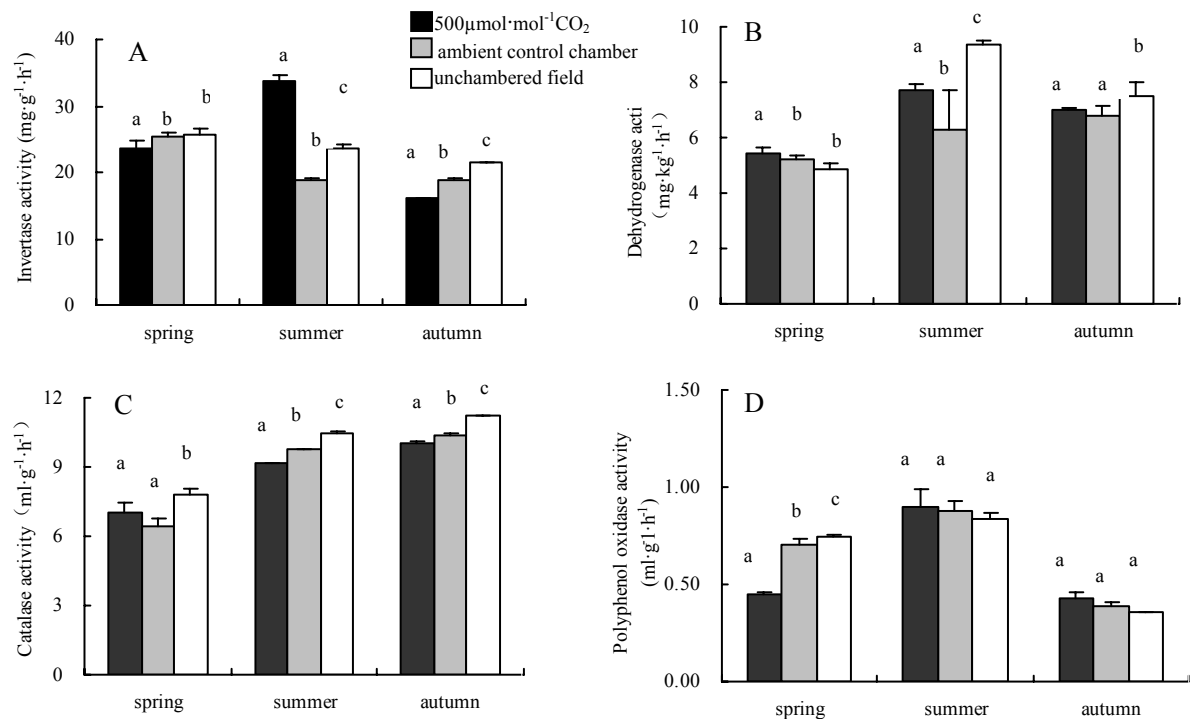 A
500µmol·mol⁻¹CO₂
ambient control chamber
unchambered field
Invertase activity (mg·g⁻¹·h⁻¹)
40
30
20
10
0
a b b
a b c
a b c
spring summer autumn
B
Dehydrogenase acti
（mg·kg⁻¹·h⁻¹)
10
8
6
4
2
0
a b b
a b c
a a b
spring summer autumn
C
Catalase activity（ml·g⁻¹·h⁻¹)
12
9
6
3
0
a a b
a b c
a b c
spring summer autumn
D
Polyphenol oxidase activity
(ml·g⁻1·h⁻¹)
1.50
1.00
0.50
0.00
a b c
a a a
a a a
spring summer autumn